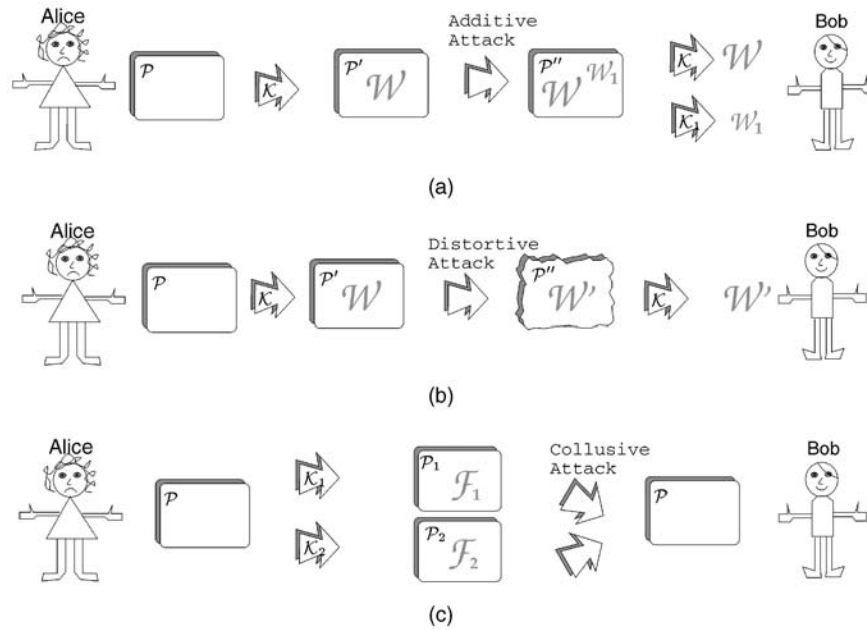 Alice
Bob
Additive
Attack
P
K
P′
W
P″
W W₁
K
W
K₁
W₁
(a)
Alice
Bob
Distortive
Attack
P
K
P′
W
P″
W′
K
W′
(b)
Alice
Bob
Collusive
Attack
P
K₁
P₁
F₁
P
K₂
P₂
F₂
(c)